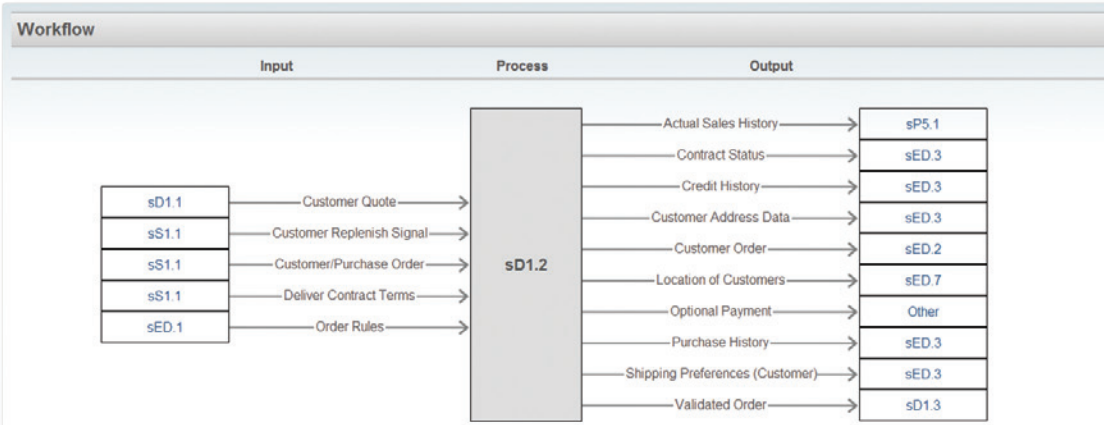 Workflow
Input Process Output
Actual Sales History sP5.1
Contract Status sED.3
Credit History sED.3
sD1.1 Customer Quote Customer Address Data sED.3
sS1.1 Customer Replenish Signal Customer Order sED.2
sS1.1 Customer/Purchase Order sD1.2 Location of Customers sED.7
sS1.1 Deliver Contract Terms Optional Payment Other
sED.1 Order Rules Purchase History sED.3
Shipping Preferences (Customer) sED.3
Validated Order sD1.3